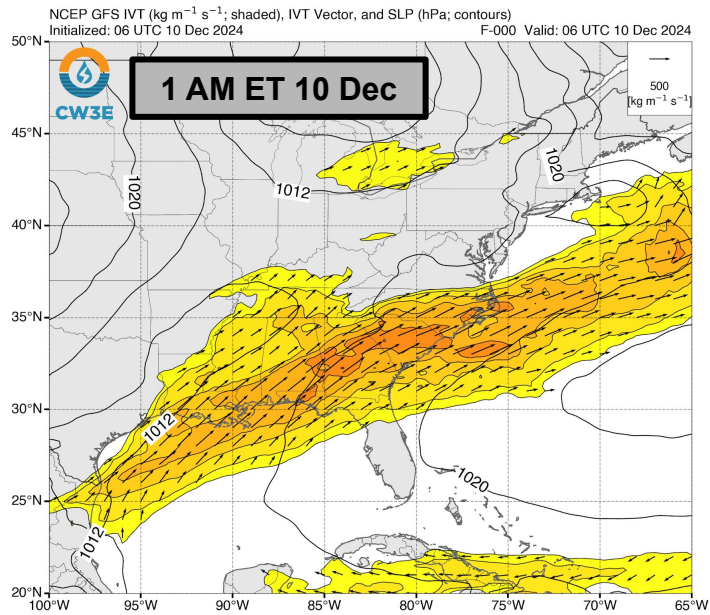 NCEP GFS IVT (kg m⁻¹ s⁻¹; shaded), IVT Vector, and SLP (hPa; contours)
Initialized: 06 UTC 10 Dec 2024 F-000 Valid: 06 UTC 10 Dec 2024
50°N
CW3E
1 AM ET 10 Dec
500
[kg m⁻¹ s⁻¹]
45°N
1020
1020
1012
40°N
35°N
30°N
1012
25°N
1020
1012
20°N
100°W 95°W 90°W 85°W 80°W 75°W 70°W 65°W